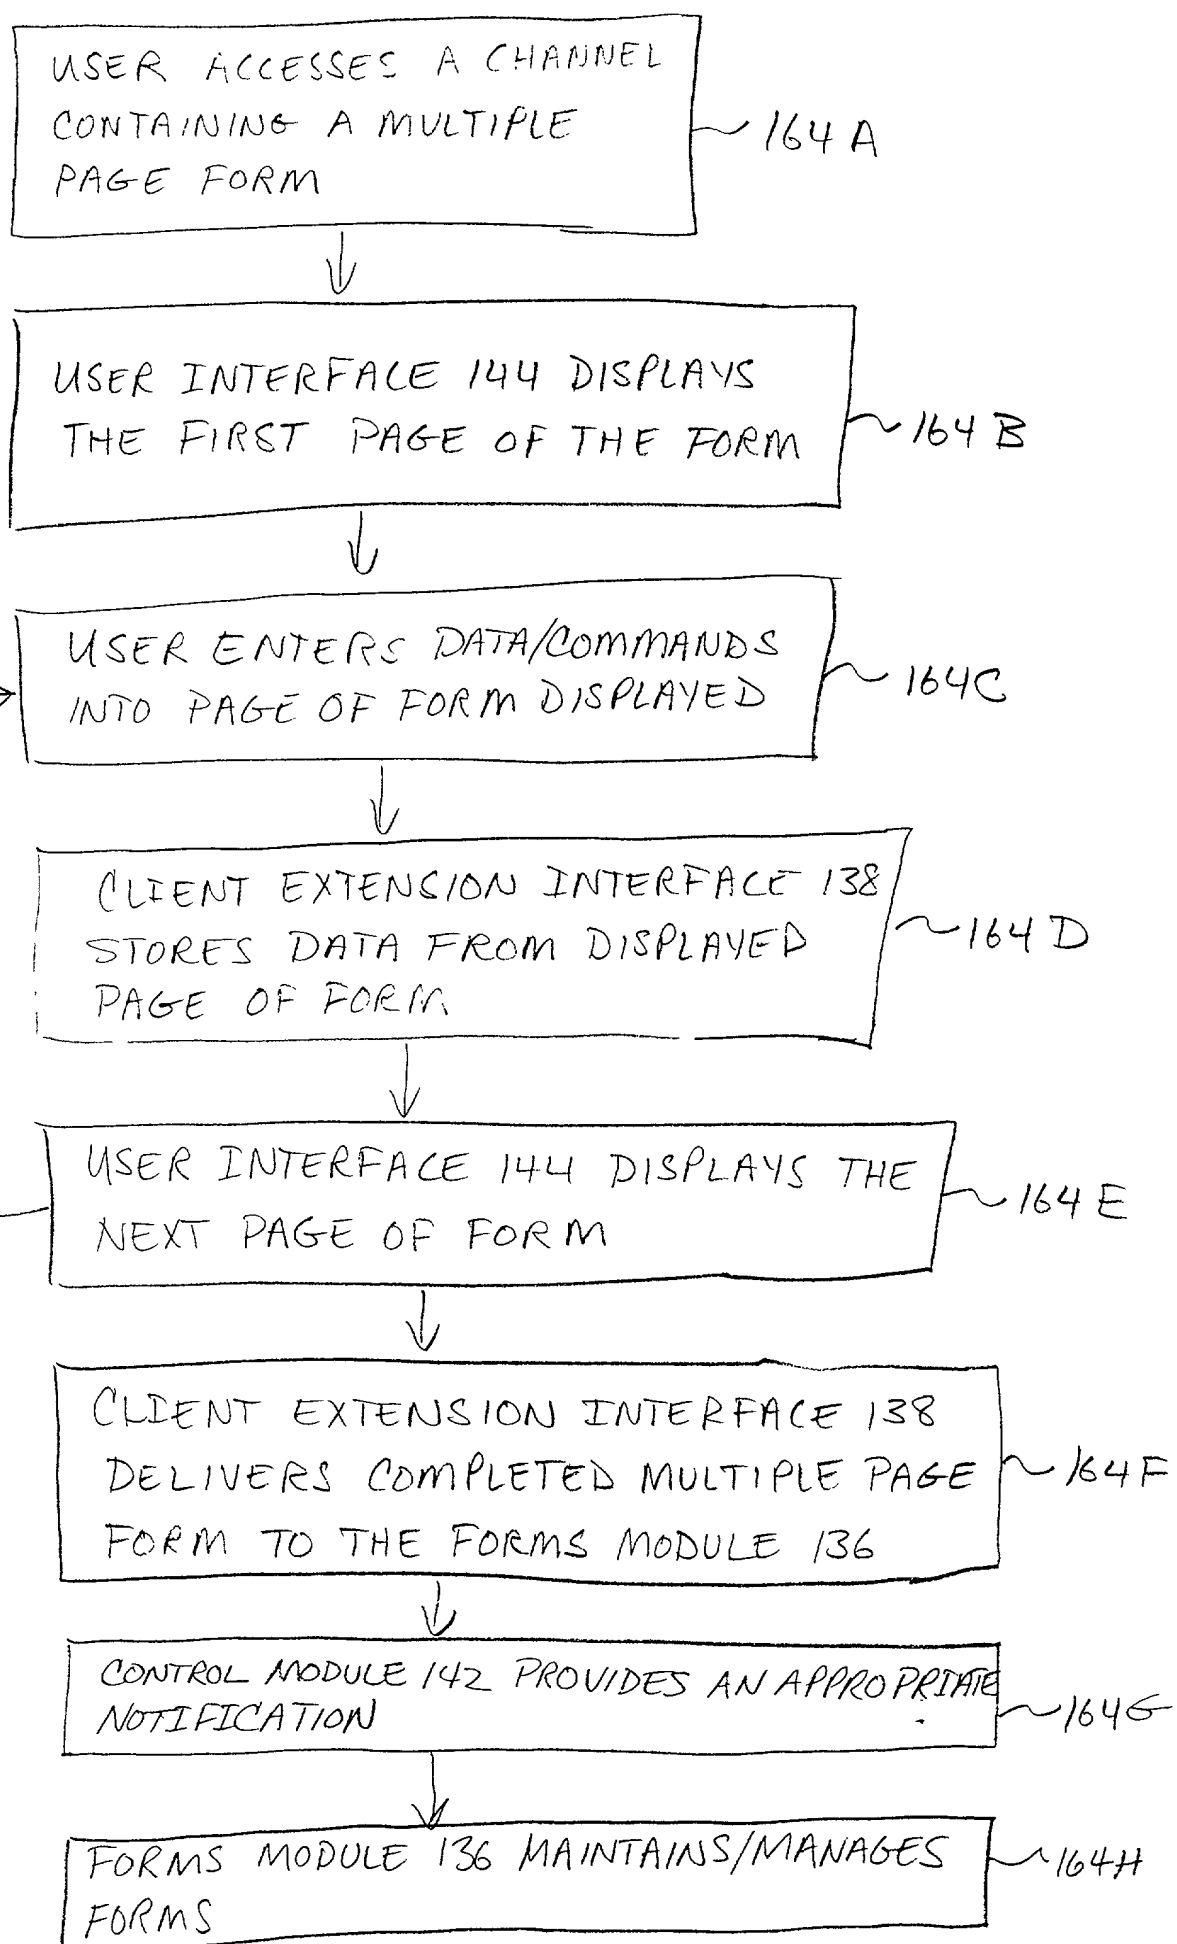 USER ACCESSES A CHANNEL
CONTAINING A MULTIPLE
PAGE FORM
164A
USER INTERFACE 144 DISPLAYS
THE FIRST PAGE OF THE FORM
164B
USER ENTERS DATA/COMMANDS
INTO PAGE OF FORM DISPLAYED
164C
CLIENT EXTENSION INTERFACE 138
STORES DATA FROM DISPLAYED
PAGE OF FORM
164D
USER INTERFACE 144 DISPLAYS THE
NEXT PAGE OF FORM
164E
CLIENT EXTENSION INTERFACE 138
DELIVERS COMPLETED MULTIPLE PAGE
FORM TO THE FORMS MODULE 136
164F
CONTROL MODULE 142 PROVIDES AN APPROPRIATE
NOTIFICATION
164G
FORMS MODULE 136 MAINTAINS/MANAGES
FORMS
164H